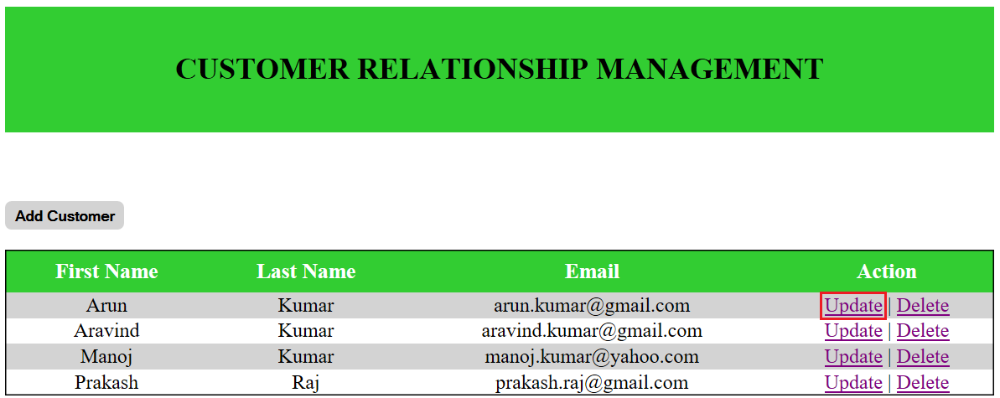 CUSTOMER RELATIONSHIP MANAGEMENT
Add Customer
First Name Last Name Email Action
Arun Kumar arun.kumar@gmail.com Update | Delete
Aravind Kumar aravind.kumar@gmail.com Update | Delete
Manoj Kumar manoj.kumar@yahoo.com Update | Delete
Prakash Raj prakash.raj@gmail.com Update | Delete